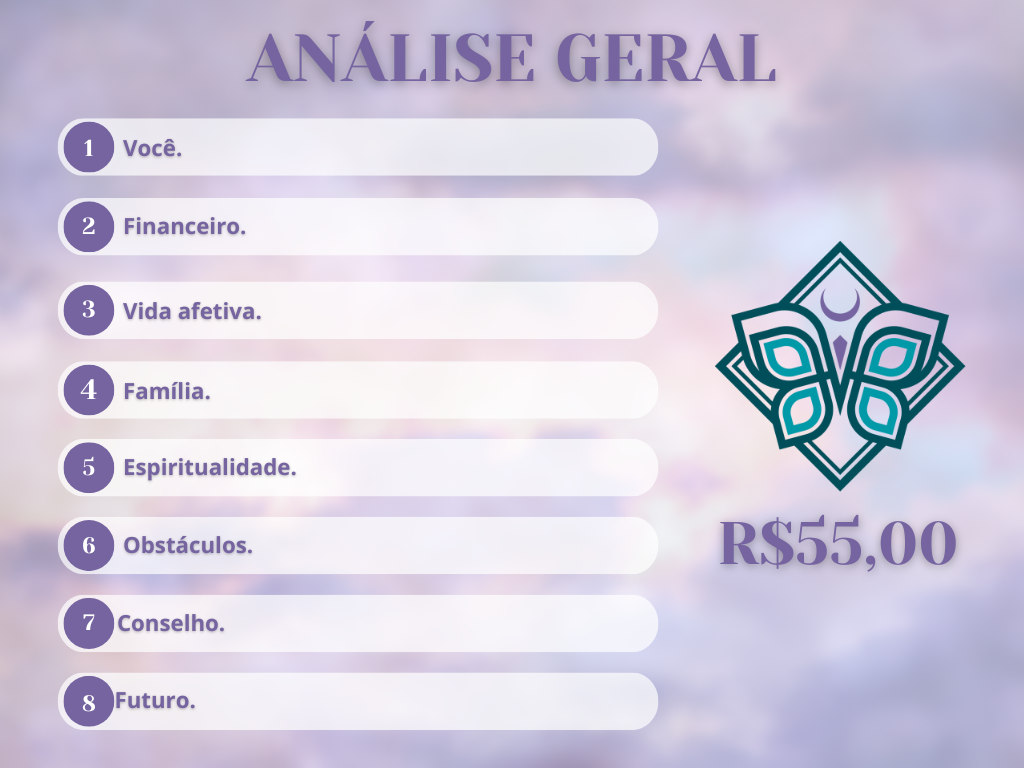 ANÁLISE GERAL
1 Você.
2 Financeiro.
3 Vida afetiva.
4 Família.
5 Espiritualidade.
6 Obstáculos.
7 Conselho.
8 Futuro.
R$55,00